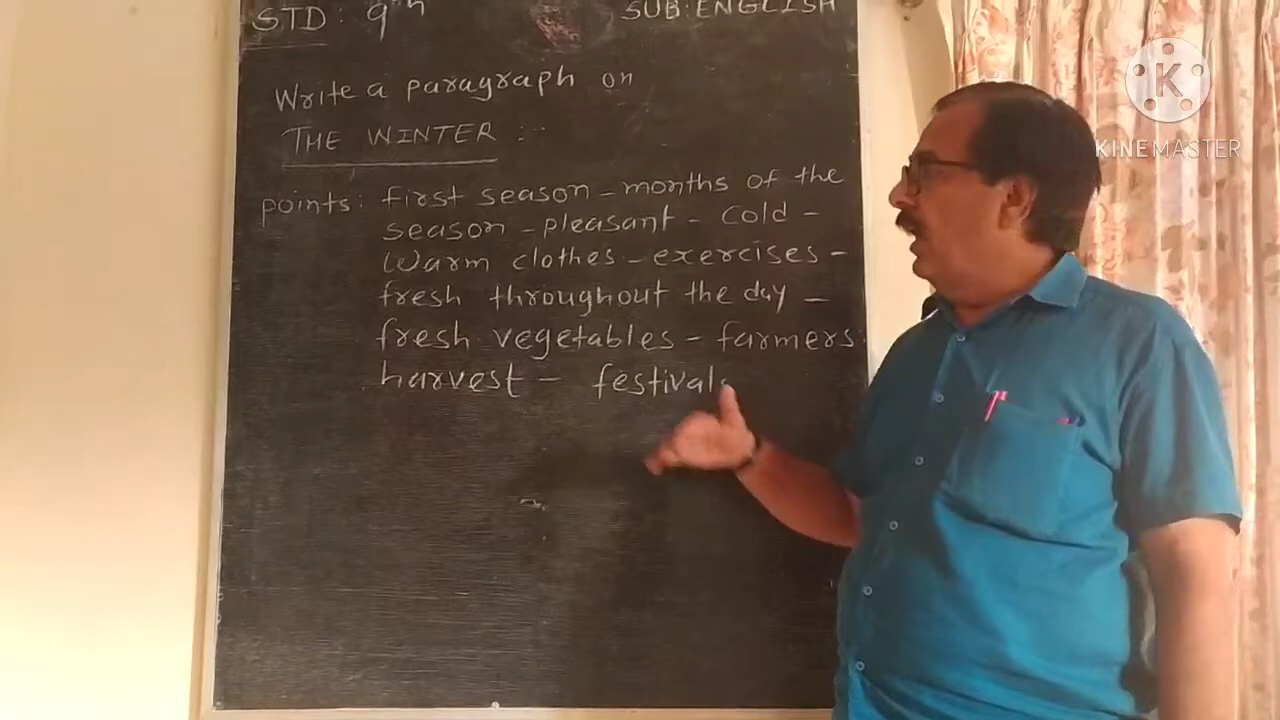 STD: 9th
SUB: ENGLISH
Write a paragraph on
THE WINTER :--
points: first season - months of the
season - pleasant - cold -
warm clothes - exercises -
fresh throughout the day -
fresh vegetables - farmers
harvest - festivals
K
KINEMASTER